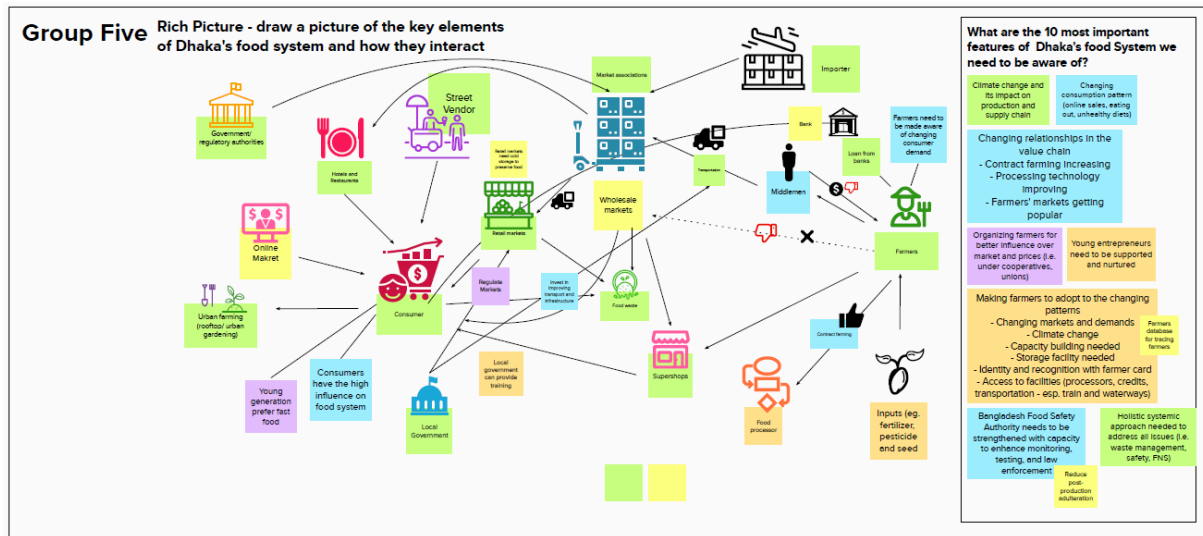 Group Five
Rich Picture - draw a picture of the key elements
of Dhaka's food system and how they interact
Government/
regulatory authorities
Hotels and
Restaurants
Street
Vendor
Market associations
Importer
Retail markets
need cold
storage to
preserve food
Bank
Loan from
banks
Farmers need to
be made aware
of changing
consumer
demand
Transportation
Middlemen
Wholesale
markets
Retail markets
Farmers
Online
Makret
Consumer
Regulate
Markets
Invest in
improving
transport and
infrastructure
Food waste
Urban farming
(rooftop/ urban
gardening)
Contract farming
Local
government
can provide
training
Supershops
Young
generation
prefer fast
food
Consumers
have the high
influence on
food system
Local
Government
Food
processor
Inputs (eg.
fertilizer,
pesticide
and seed
What are the 10 most important
features of Dhaka's food System we
need to be aware of?
Climate change and
its impact on
production and
supply chain
Changing
consumption pattern
(online sales, eating
out, unhealthy diets)
Changing relationships in the
value chain
- Contract farming increasing
- Processing technology
improving
- Farmers' markets getting
popular
Organizing farmers for
better influence over
market and prices (i.e.
under cooperatives,
unions)
Young entrepreneurs
need to be supported
and nurtured
Making farmers to adopt to the changing
patterns
- Changing markets and demands
- Climate change
- Capacity building needed
- Storage facility needed
- Identity and recognition with farmer card
- Access to facilities (processors, credits,
transportation - esp. train and waterways)
Farmers
database
for tracing
farmers
Bangladesh Food Safety
Authority needs to be
strengthened with capacity
to enhance monitoring,
testing, and law
enforcement
Reduce
post-
production
adulteration
Holistic systemic
approach needed to
address all issues (i.e.
waste management,
safety, FNS)